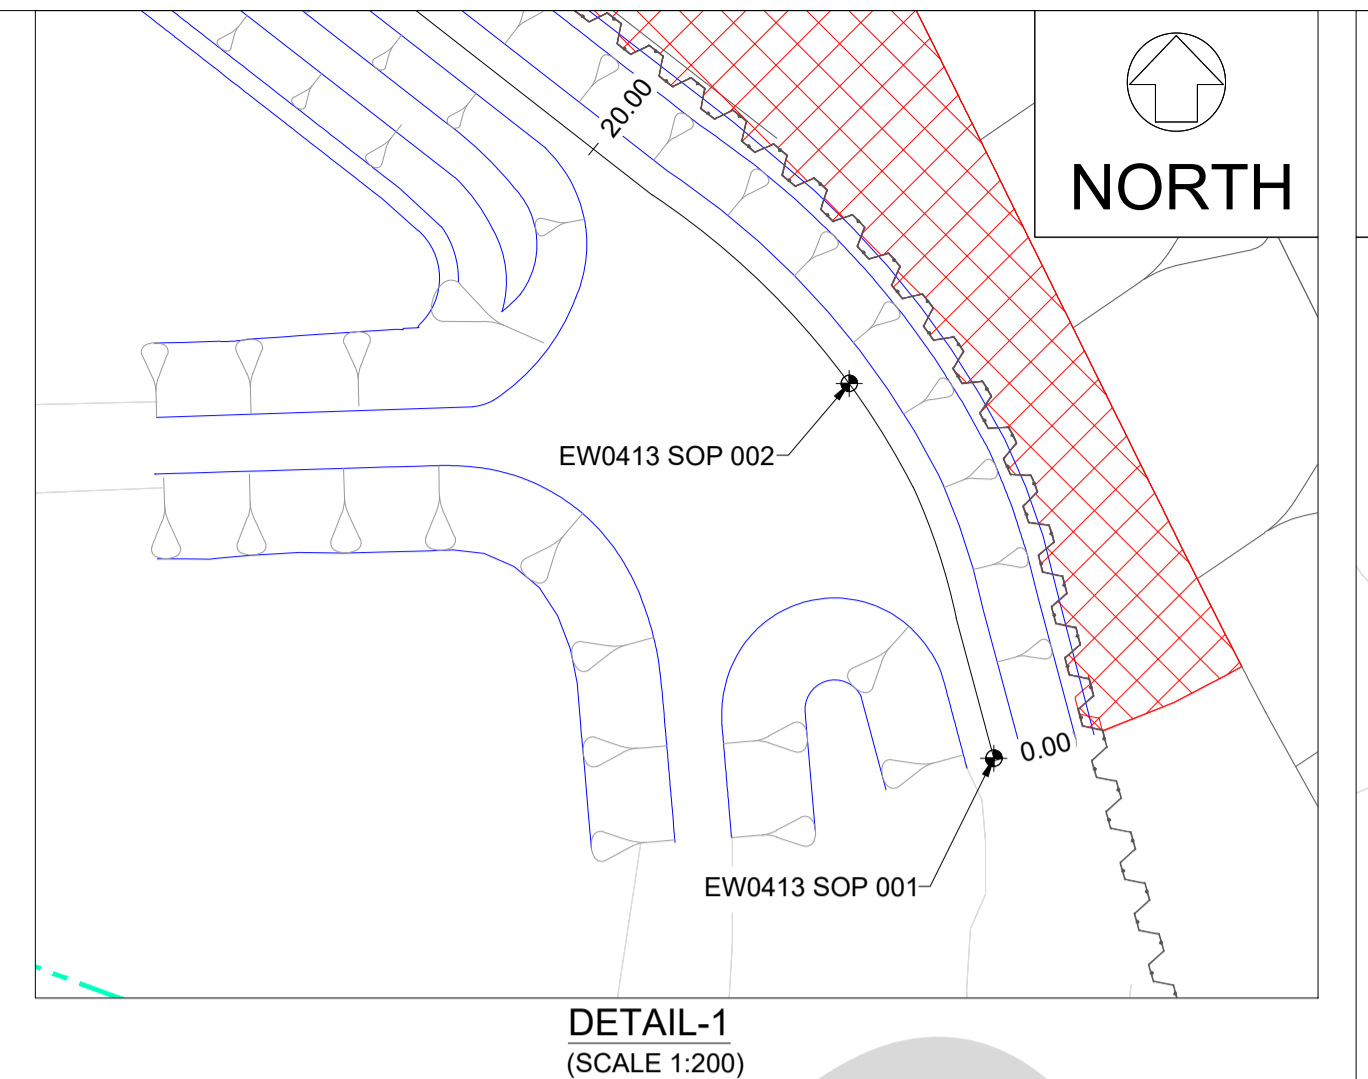 20.00
NORTH
EW0413 SOP 002
0.00
EW0413 SOP 001
DETAIL-1
(SCALE 1:200)